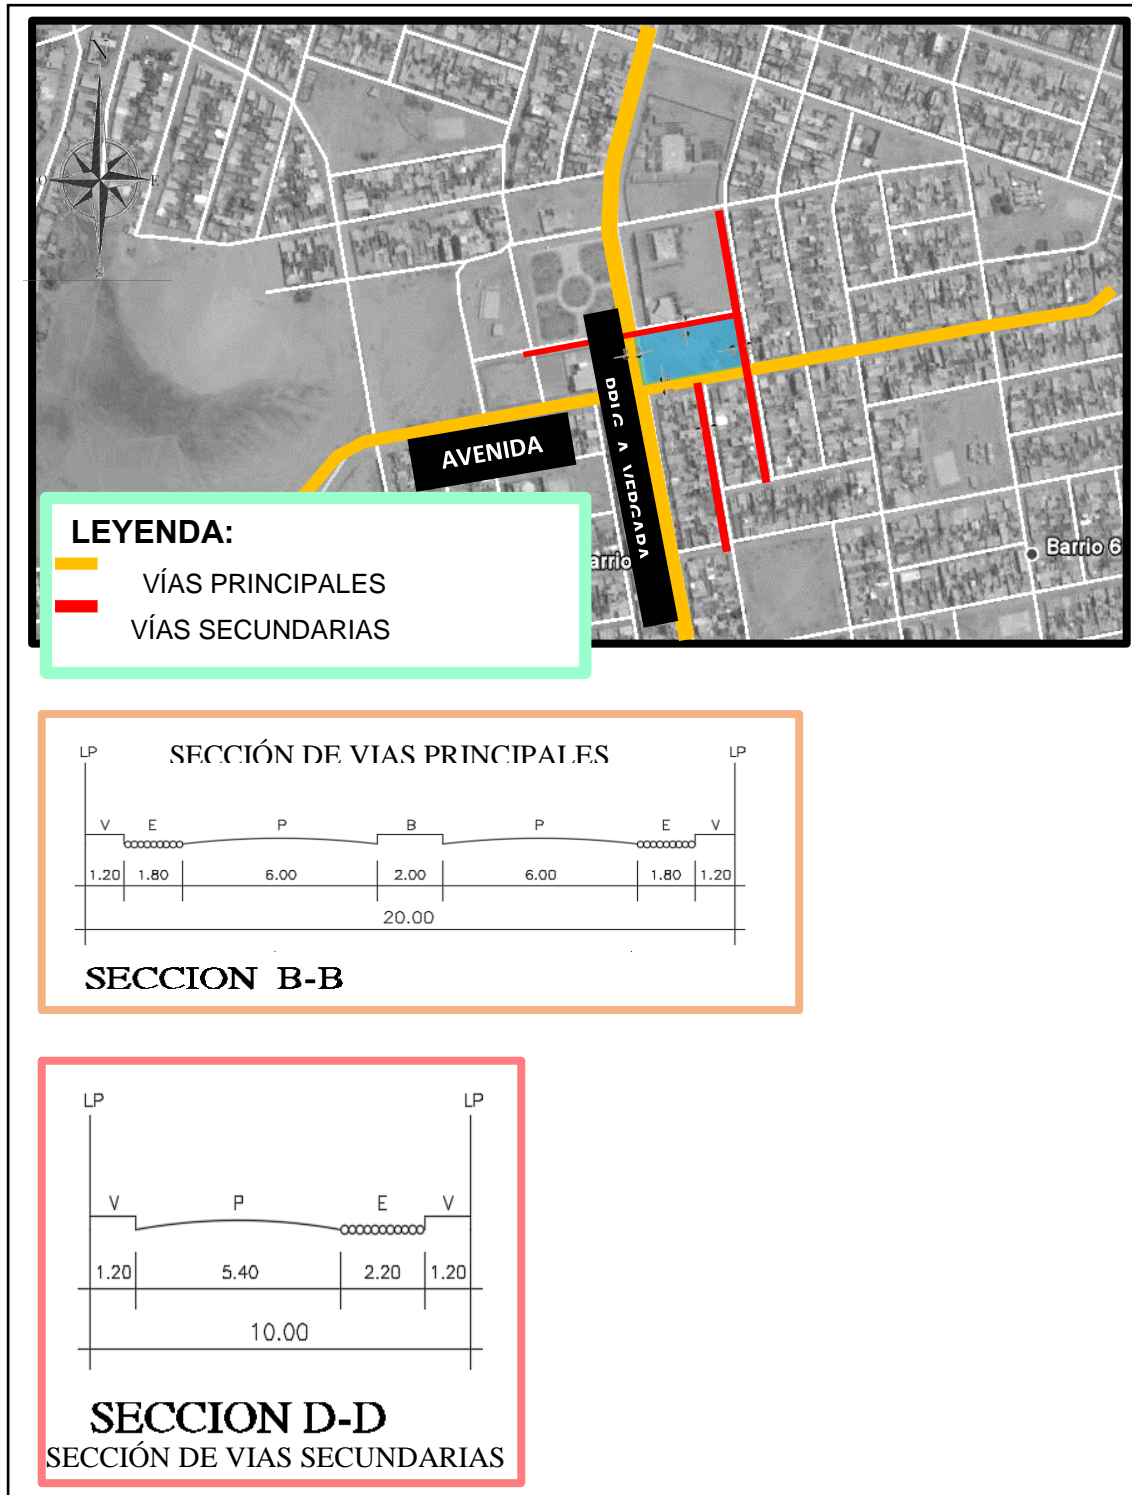 N
E
S
AVENIDA
Barrio 6
LEYENDA:
VÍAS PRINCIPALES
VÍAS SECUNDARIAS
LP SECCIÓN DE VIAS PRINCIPALES LP
V E P B P E V
1.20 1.80 6.00 2.00 6.00 1.80 1.20
20.00
SECCION B-B
LP LP
V P E V
1.20 5.40 2.20 1.20
10.00
SECCION D-D
SECCIÓN DE VIAS SECUNDARIAS